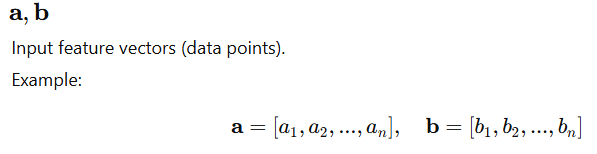 a, b
Input feature vectors (data points).
Example:
a = [a₁, a₂, ..., aₙ], b = [b₁, b₂, ..., bₙ]